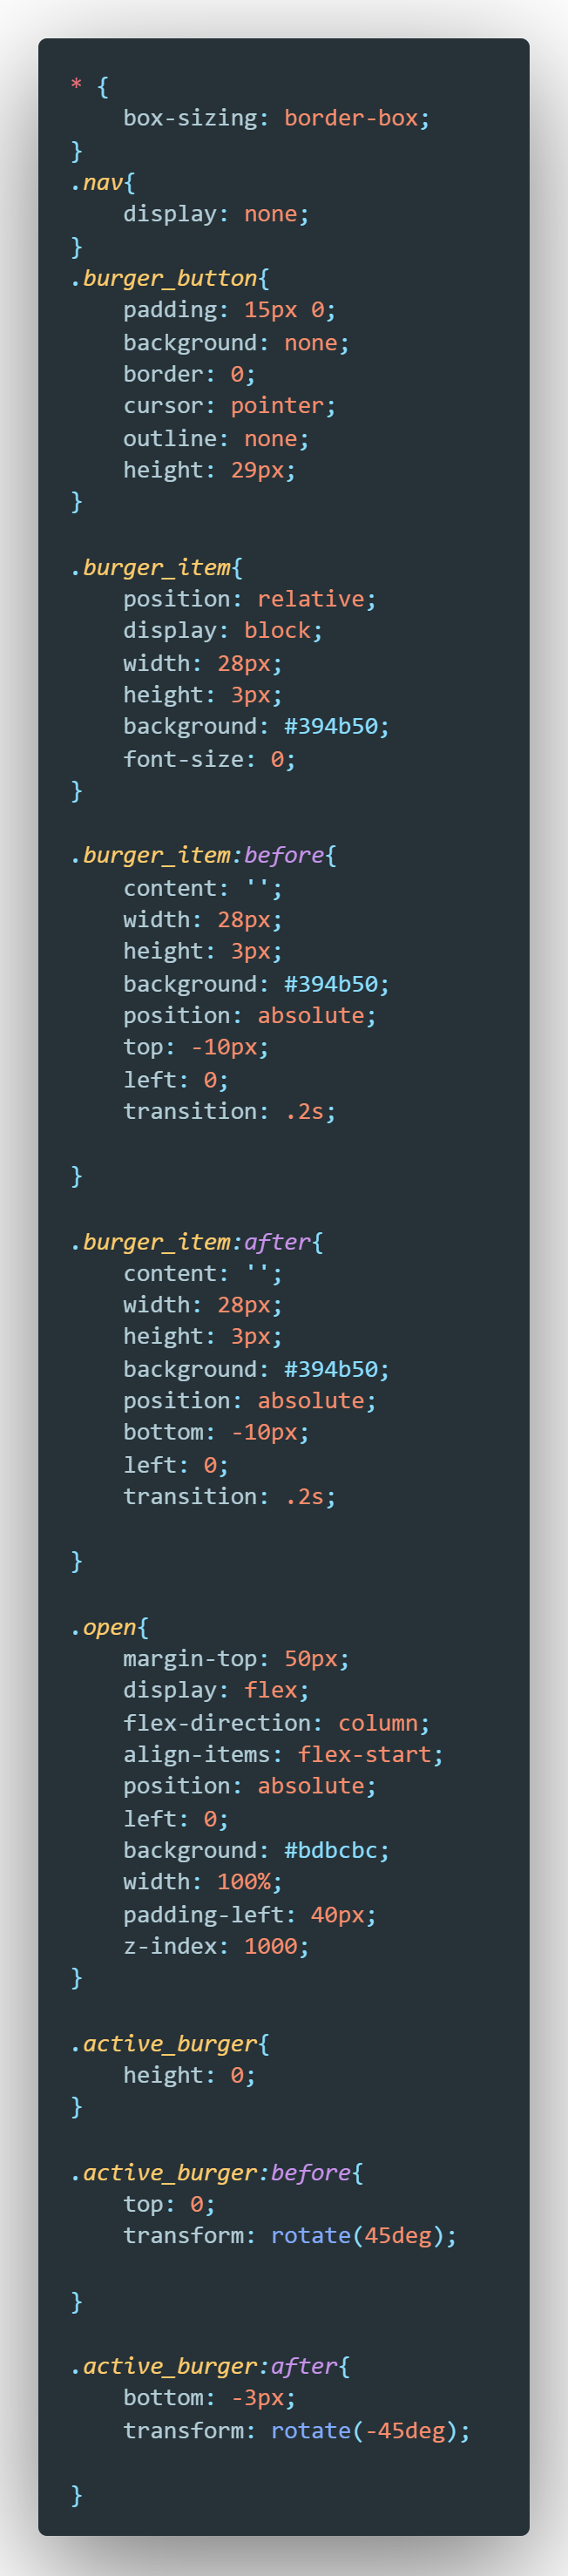 * {
    box-sizing: border-box;
}
.nav{
    display: none;
}
.burger_button{
    padding: 15px 0;
    background: none;
    border: 0;
    cursor: pointer;
    outline: none;
    height: 29px;
}

.burger_item{
    position: relative;
    display: block;
    width: 28px;
    height: 3px;
    background: #394b50;
    font-size: 0;
}

.burger_item:before{
    content: '';
    width: 28px;
    height: 3px;
    background: #394b50;
    position: absolute;
    top: -10px;
    left: 0;
    transition: .2s;

}

.burger_item:after{
    content: '';
    width: 28px;
    height: 3px;
    background: #394b50;
    position: absolute;
    bottom: -10px;
    left: 0;
    transition: .2s;

}

.open{
    margin-top: 50px;
    display: flex;
    flex-direction: column;
    align-items: flex-start;
    position: absolute;
    left: 0;
    background: #bdbcbc;
    width: 100%;
    padding-left: 40px;
    z-index: 1000;
}

.active_burger{
    height: 0;
}

.active_burger:before{
    top: 0;
    transform: rotate(45deg);

}

.active_burger:after{
    bottom: -3px;
    transform: rotate(-45deg);

}